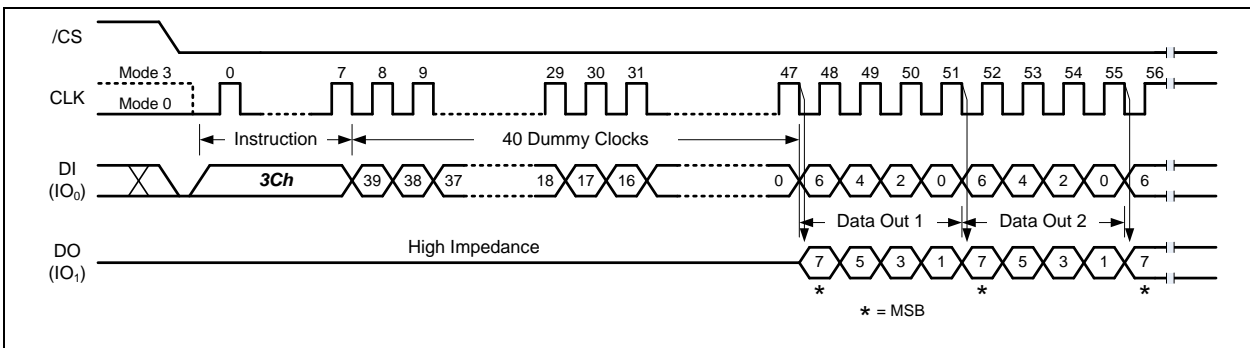 /CS
Mode 3 0 7 8 9 29 30 31 47 48 49 50 51 52 53 54 55 56
CLK
Mode 0
Instruction 40 Dummy Clocks
DI
(IO₀)
3Ch 39 38 37 18 17 16 0 6 4 2 0 6 4 2 0 6
Data Out 1 Data Out 2
High Impedance
DO
(IO₁)
7 5 3 1 7 5 3 1 7
* * *
* = MSB